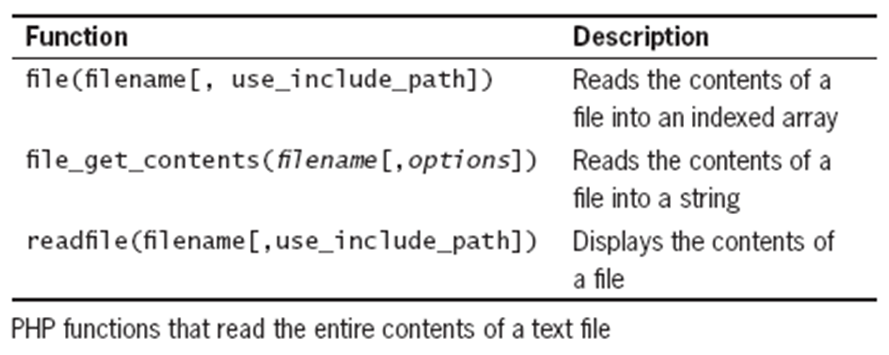 Function Description
file(filename[, use_include_path]) Reads the contents of a
file into an indexed array
file_get_contents(filename[,options]) Reads the contents of a
file into a string
readfile(filename[,use_include_path]) Displays the contents of
a file
PHP functions that read the entire contents of a text file